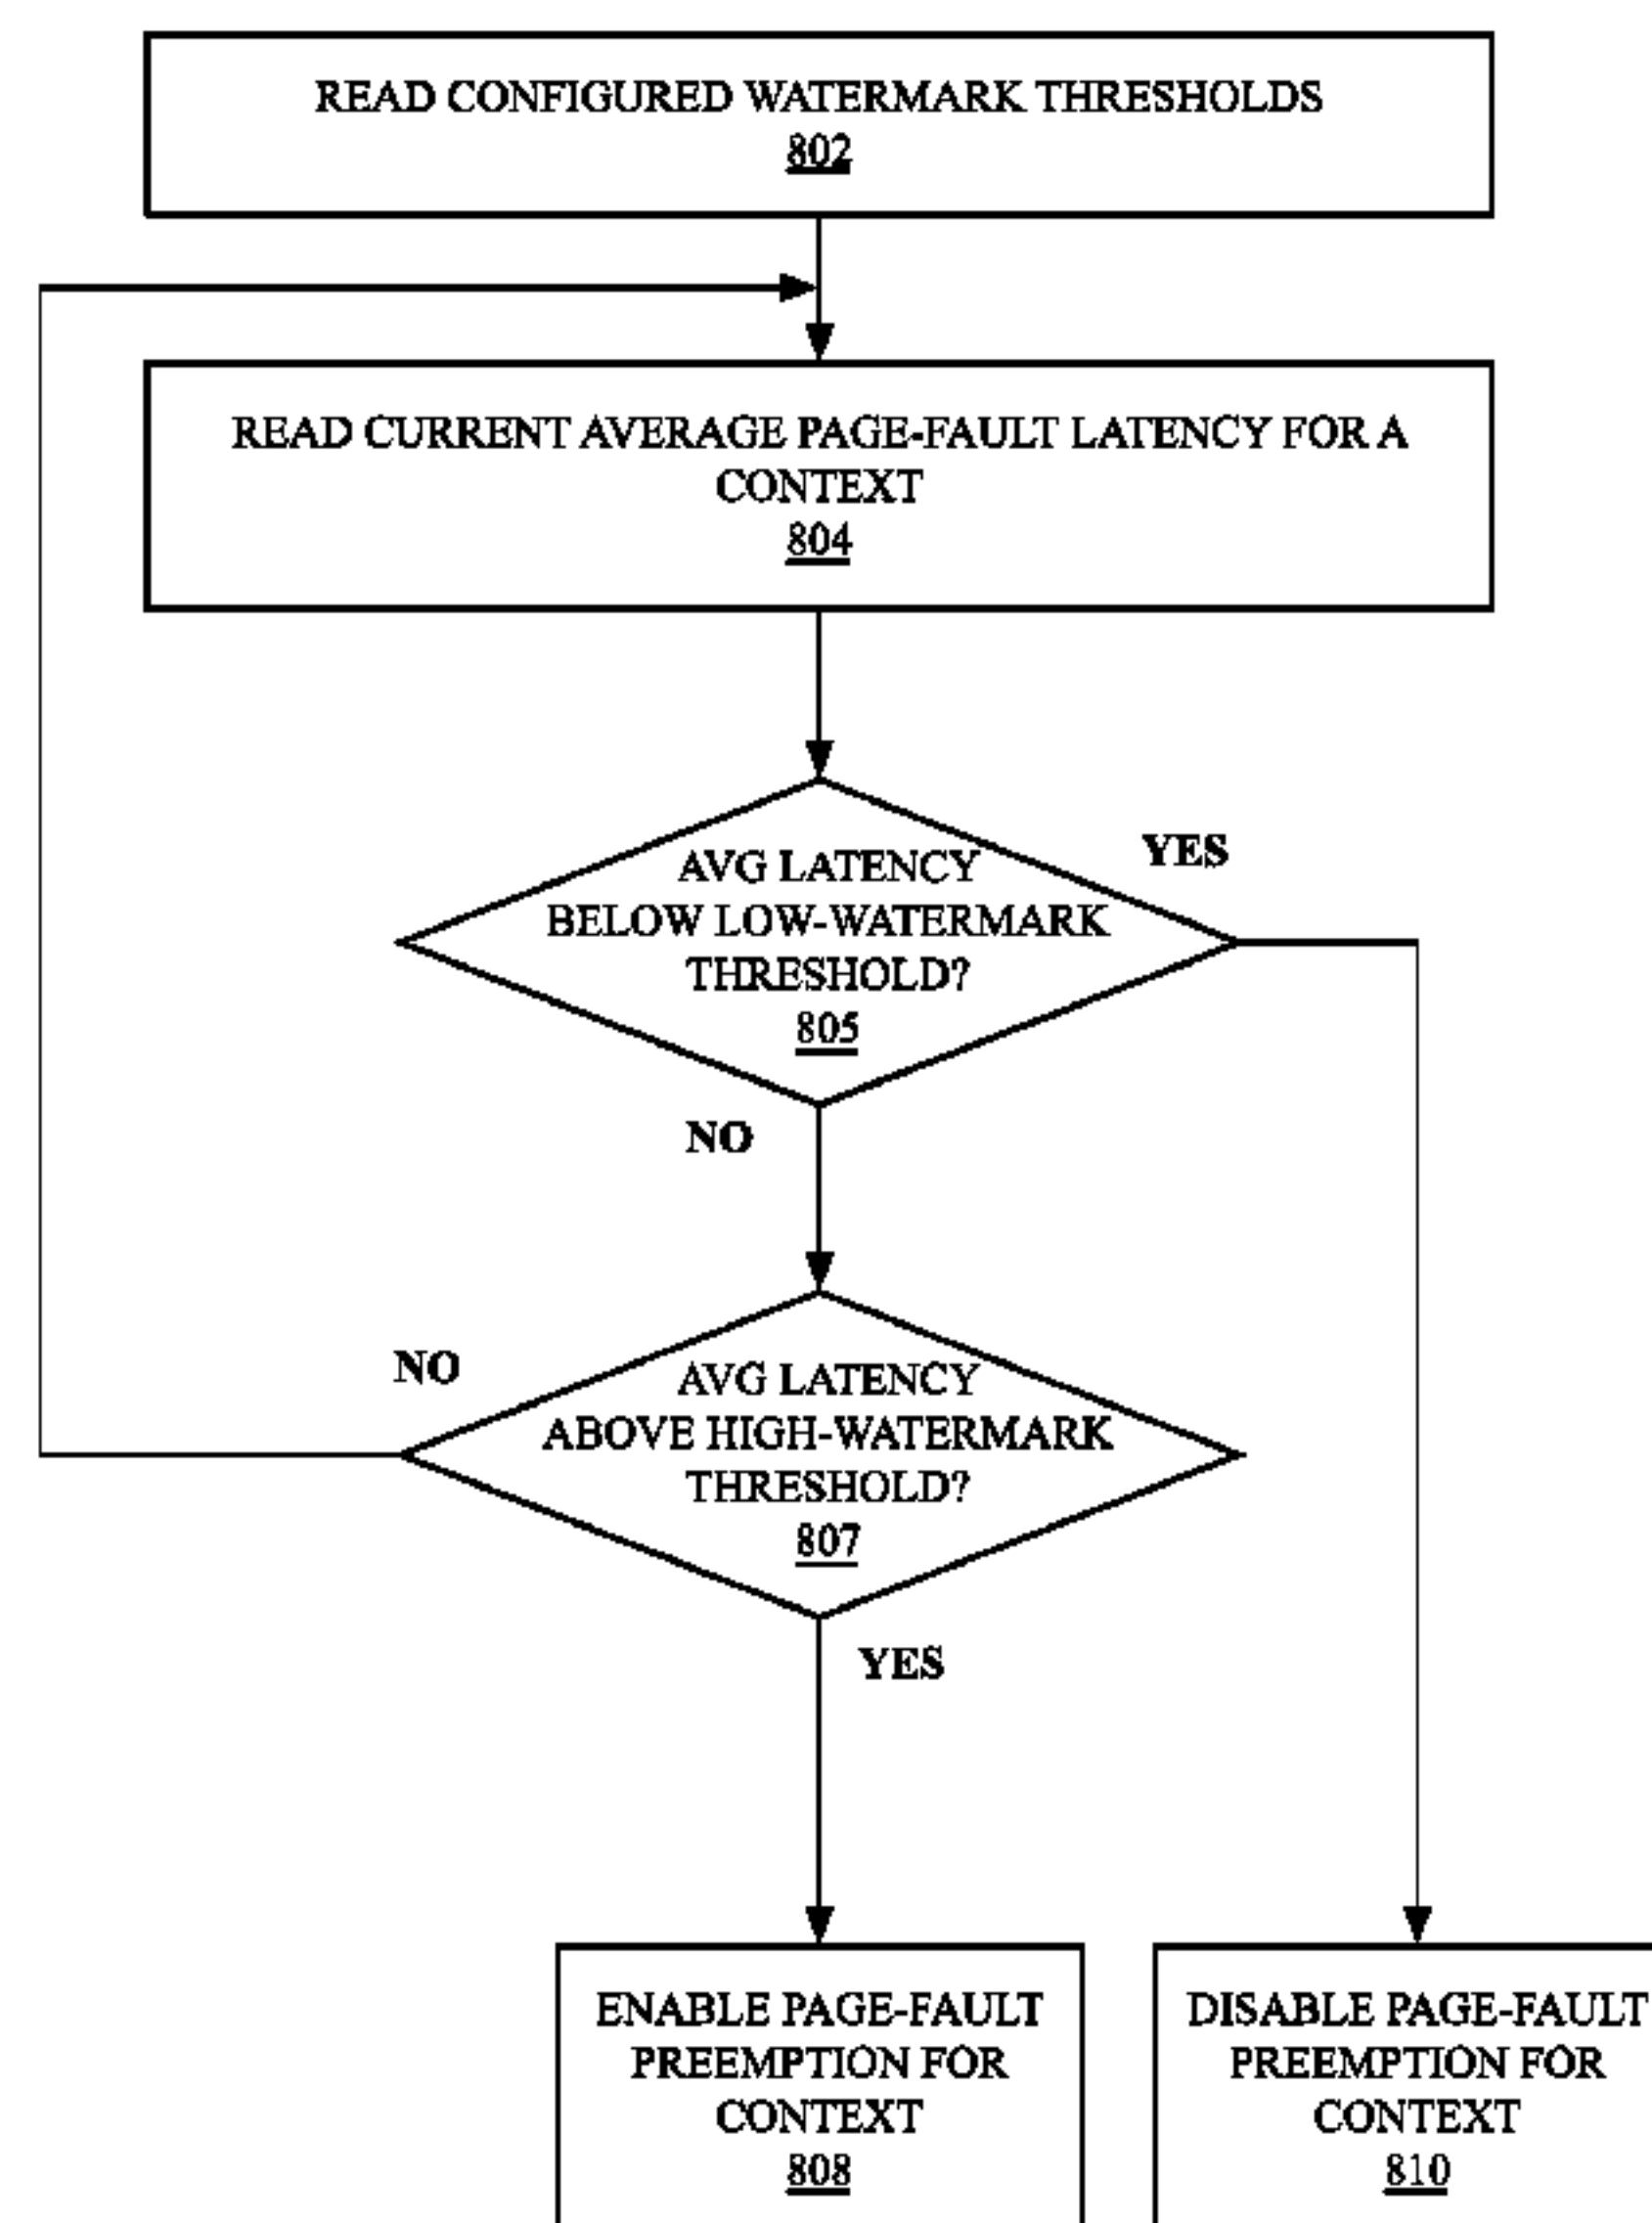 READ CONFIGURED WATERMARK THRESHOLDS
802
READ CURRENT AVERAGE PAGE-FAULT LATENCY FOR A
CONTEXT
804
AVG LATENCY
BELOW LOW-WATERMARK
THRESHOLD?
805
YES
NO
AVG LATENCY
ABOVE HIGH-WATERMARK
THRESHOLD?
807
NO
YES
ENABLE PAGE-FAULT
PREEMPTION FOR
CONTEXT
808
DISABLE PAGE-FAULT
PREEMPTION FOR
CONTEXT
810